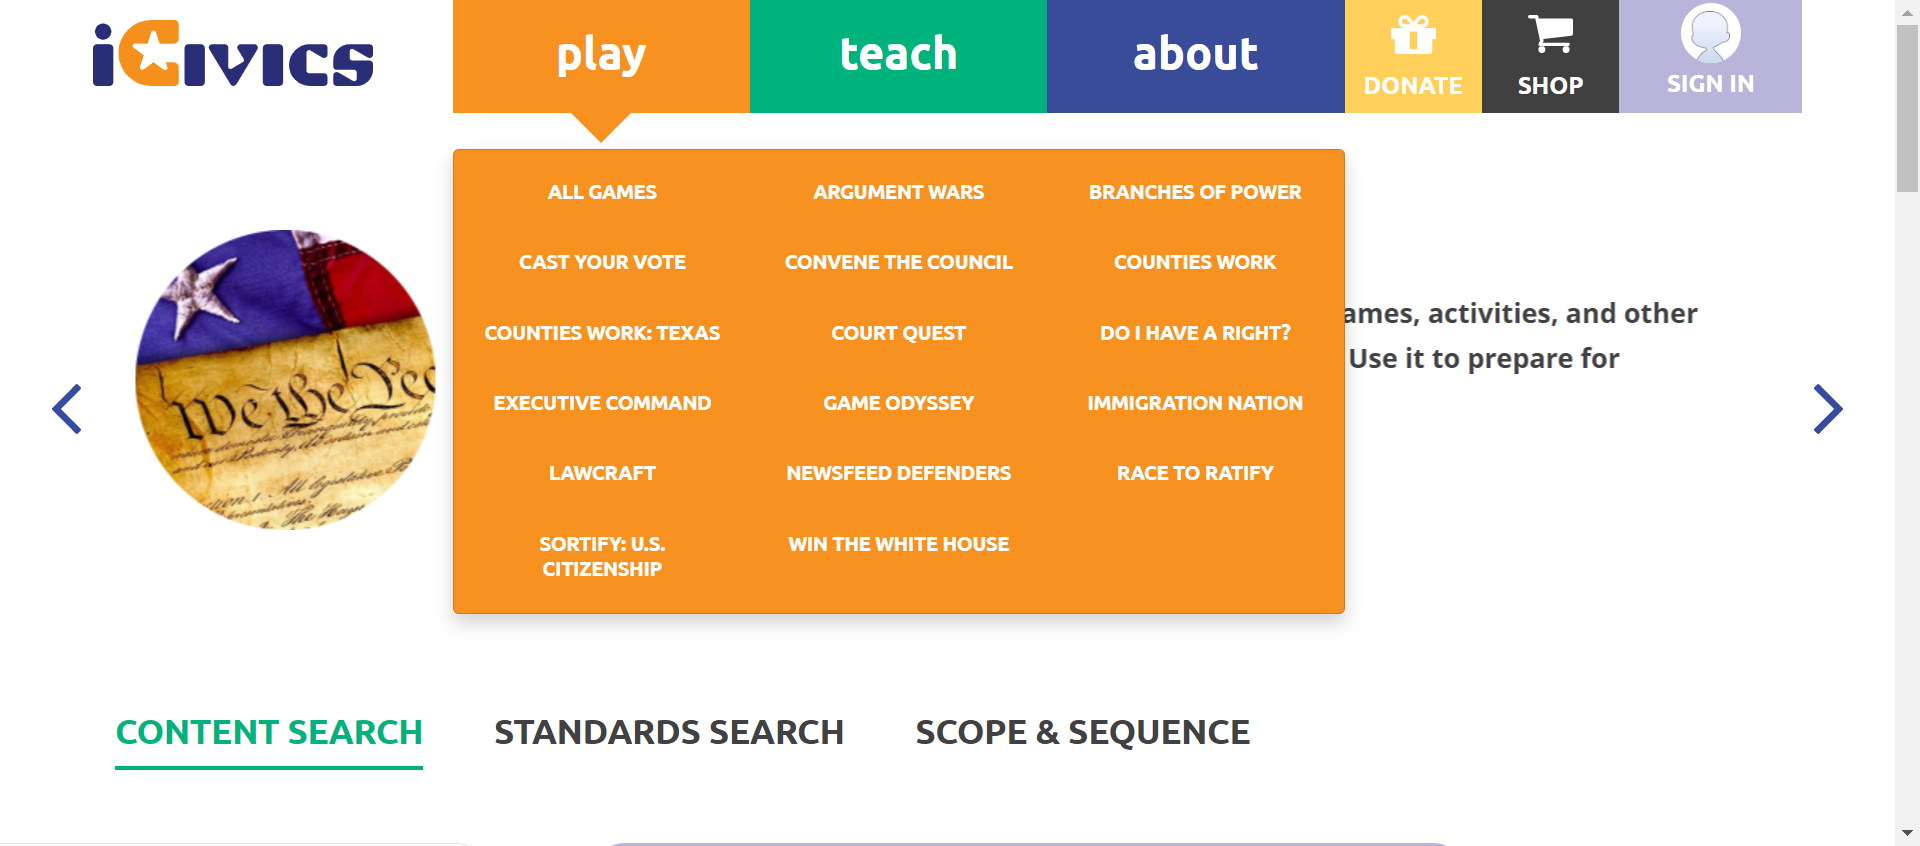 iCivics
play
teach
about
DONATE
SHOP
SIGN IN
ALL GAMES
ARGUMENT WARS
BRANCHES OF POWER
CAST YOUR VOTE
CONVENE THE COUNCIL
COUNTIES WORK
COUNTIES WORK: TEXAS
COURT QUEST
DO I HAVE A RIGHT?
EXECUTIVE COMMAND
GAME ODYSSEY
IMMIGRATION NATION
LAWCRAFT
NEWSFEED DEFENDERS
RACE TO RATIFY
SORTIFY: U.S.
CITIZENSHIP
WIN THE WHITE HOUSE
We the Peo
ames, activities, and other
Use it to prepare for
CONTENT SEARCH
STANDARDS SEARCH
SCOPE & SEQUENCE